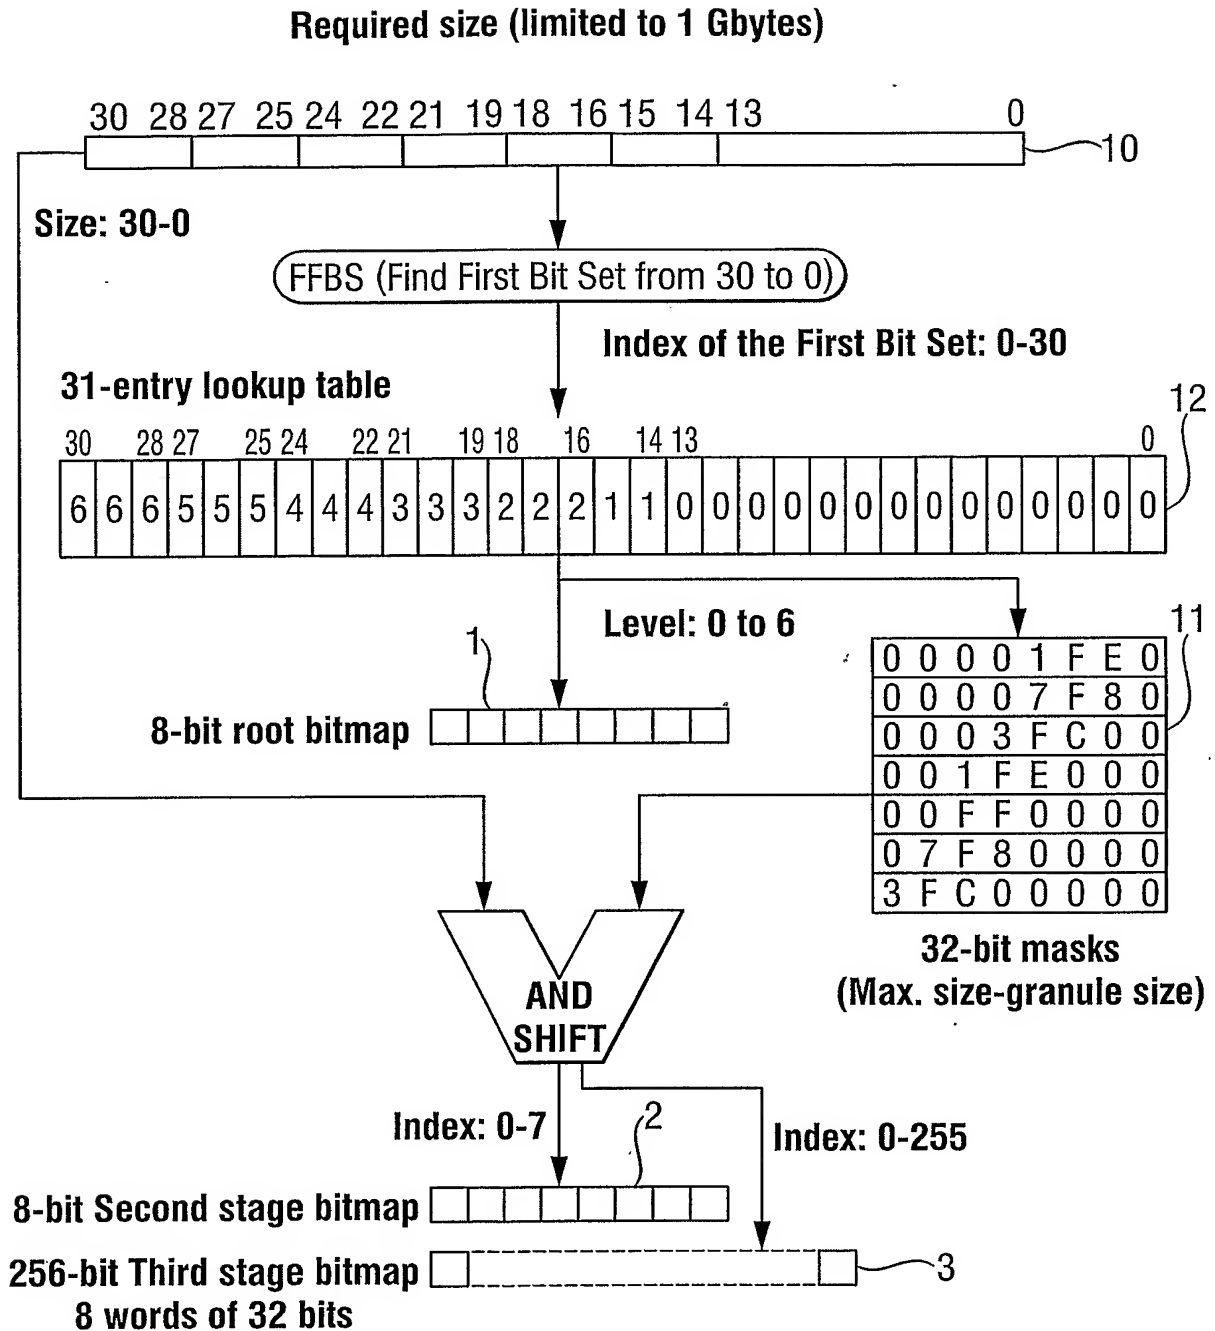 Required size (limited to 1 Gbytes)
30 28 27 25 24 22 21 19 18 16 15 14 13 0
10
Size: 30-0
FFBS (Find First Bit Set from 30 to 0)
Index of the First Bit Set: 0-30
31-entry lookup table
12
30 28 27 25 24 22 21 19 18 16 14 13 0
6 6 6 5 5 5 4 4 4 3 3 3 2 2 2 1 1 0 0 0 0 0 0 0 0 0 0 0 0 0 0
Level: 0 to 6
1
11
8-bit root bitmap
0 0 0 0 1 F E 0
0 0 0 0 7 F 8 0
0 0 0 3 F C 0 0
0 0 1 F E 0 0 0
0 0 F F 0 0 0 0
0 7 F 8 0 0 0 0
3 F C 0 0 0 0 0
32-bit masks
(Max. size-granule size)
AND
SHIFT
Index: 0-7
2
Index: 0-255
8-bit Second stage bitmap
256-bit Third stage bitmap
3
8 words of 32 bits